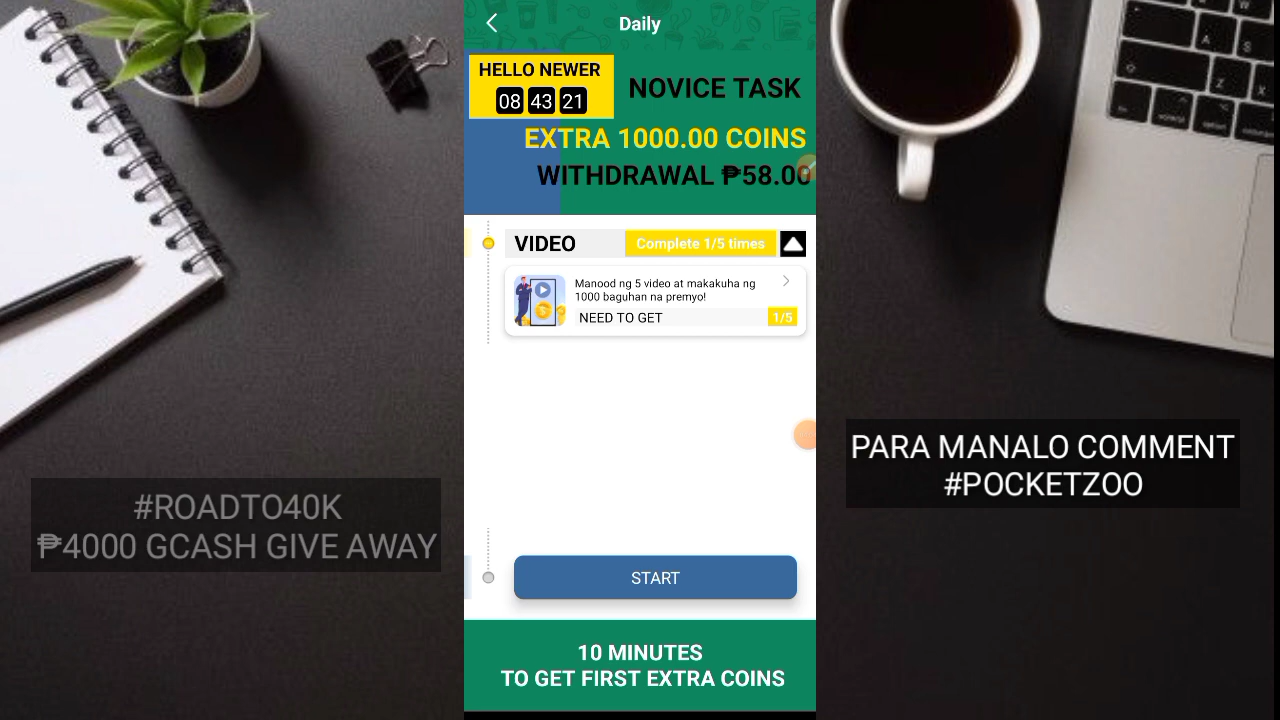 Daily
HELLO NEWER
08 43 21
NOVICE TASK
EXTRA 1000.00 COINS
WITHDRAWAL ₱58.00
VIDEO
Complete 1/5 times
Manood ng 5 video at makakuha ng
1000 baguhan na premyo!
NEED TO GET
1/5
START
10 MINUTES
TO GET FIRST EXTRA COINS
#ROADTO40K
₱4000 GCASH GIVE AWAY
PARA MANALO COMMENT
#POCKETZOO